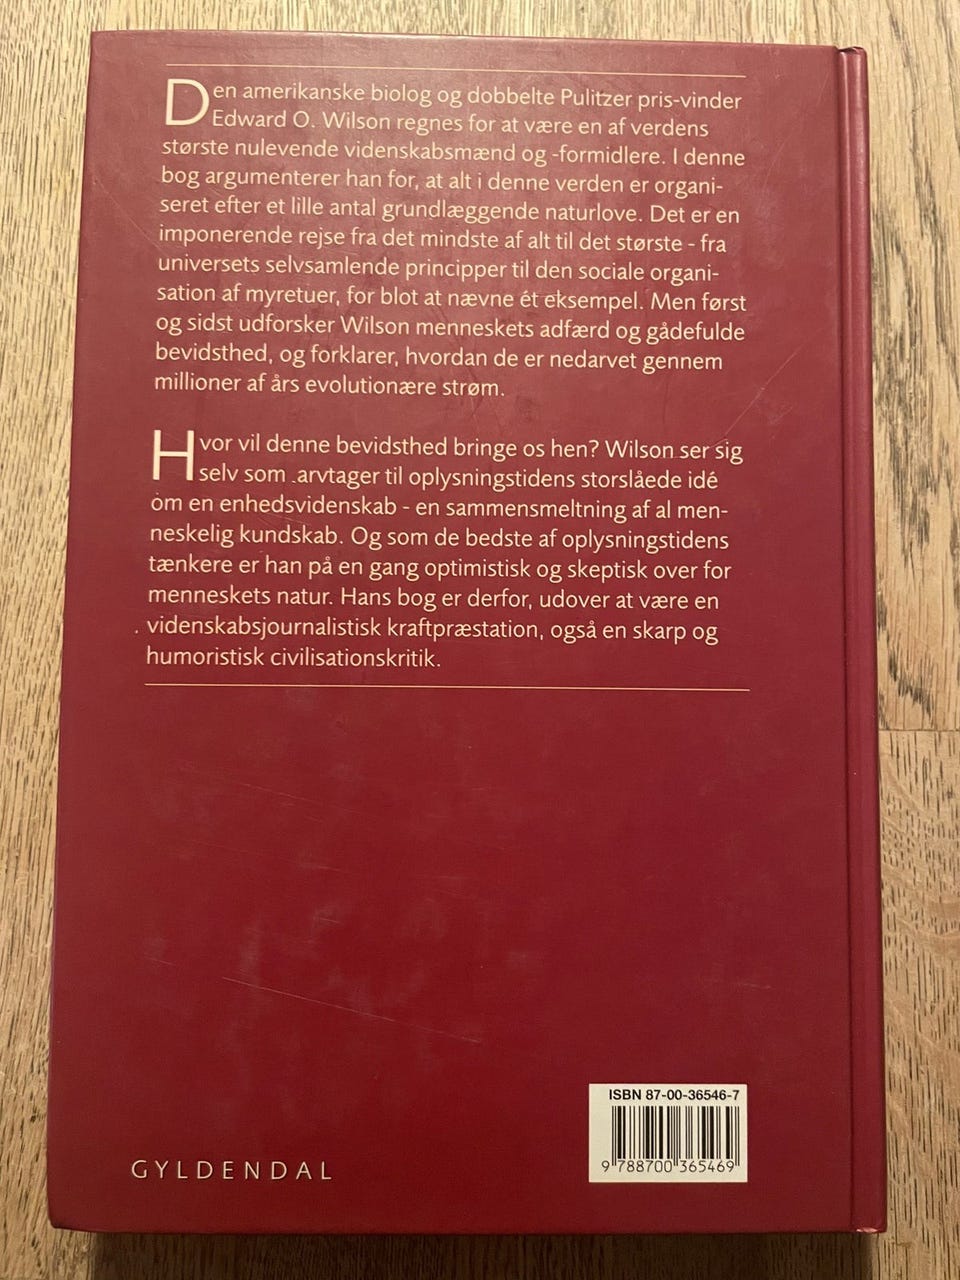 Den amerikanske biolog og dobbelte Pulitzer pris-vinder
Edward O. Wilson regnes for at være en af verdens
største nulevende videnskabsmænd og -formidlere. I denne
bog argumenterer han for, at alt i denne verden er organi-
seret efter et lille antal grundlæggende naturlove. Det er en
imponerende rejse fra det mindste af alt til det største - fra
universets selvsamlende principper til den sociale organi-
sation af myretuer, for blot at nævne ét eksempel. Men først
og sidst udforsker Wilson menneskets adfærd og gådefulde
bevidsthed, og forklarer, hvordan de er nedarvet gennem
millioner af års evolutionære strøm.
Hvor vil denne bevidsthed bringe os hen? Wilson ser sig
selv som arvtager til oplysningstidens storslåede idé
om en enhedsvidenskab - en sammensmeltning af al men-
neskelig kundskab. Og som de bedste af oplysningstidens
tænkere er han på en gang optimistisk og skeptisk over for
menneskets natur. Hans bog er derfor, udover at være en
videnskabsjournalistisk kraftpræstation, også en skarp og
humoristisk civilisationskritik.
ISBN 87-00-36546-7
9 788700 365469
GYLDENDAL